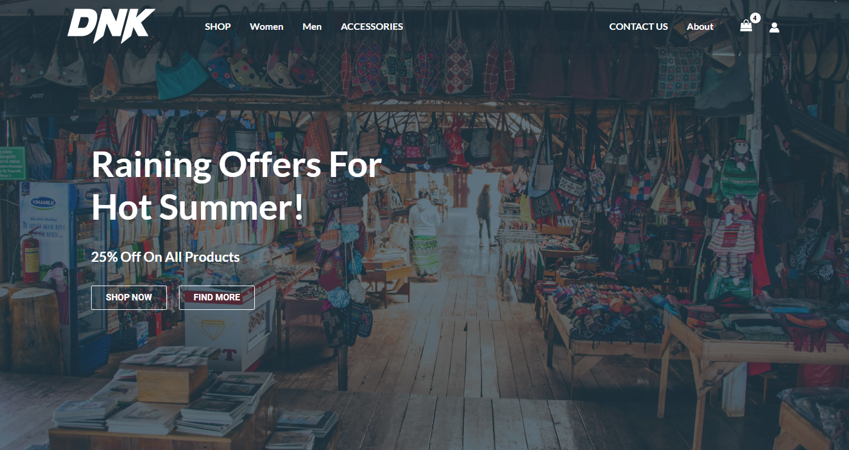 DNK
SHOP Women Men ACCESSORIES CONTACT US About 4
Raining Offers For
Hot Summer!
25% Off On All Products
SHOP NOW FIND MORE